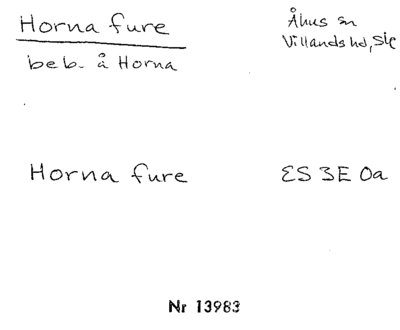 Horna fure
Åhus sn
Villands hd, Sk
beb. å Horna
Horna fure
ES 3E 0a
Nr 13983